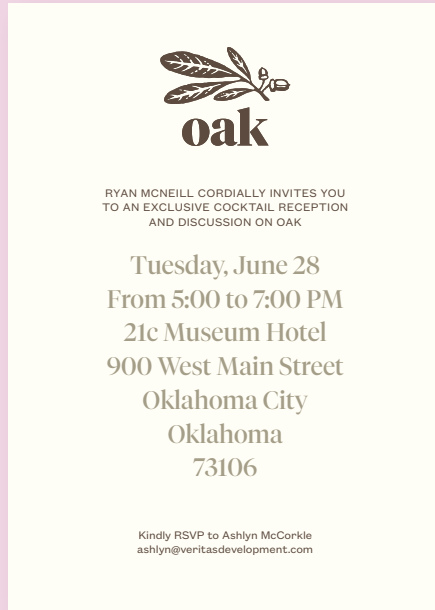 oak
RYAN MCNEILL CORDIALLY INVITES YOU
TO AN EXCLUSIVE COCKTAIL RECEPTION
AND DISCUSSION ON OAK
Tuesday, June 28
From 5:00 to 7:00 PM
21c Museum Hotel
900 West Main Street
Oklahoma City
Oklahoma
73106
Kindly RSVP to Ashlyn McCorkle
ashlyn@veritasdevelopment.com